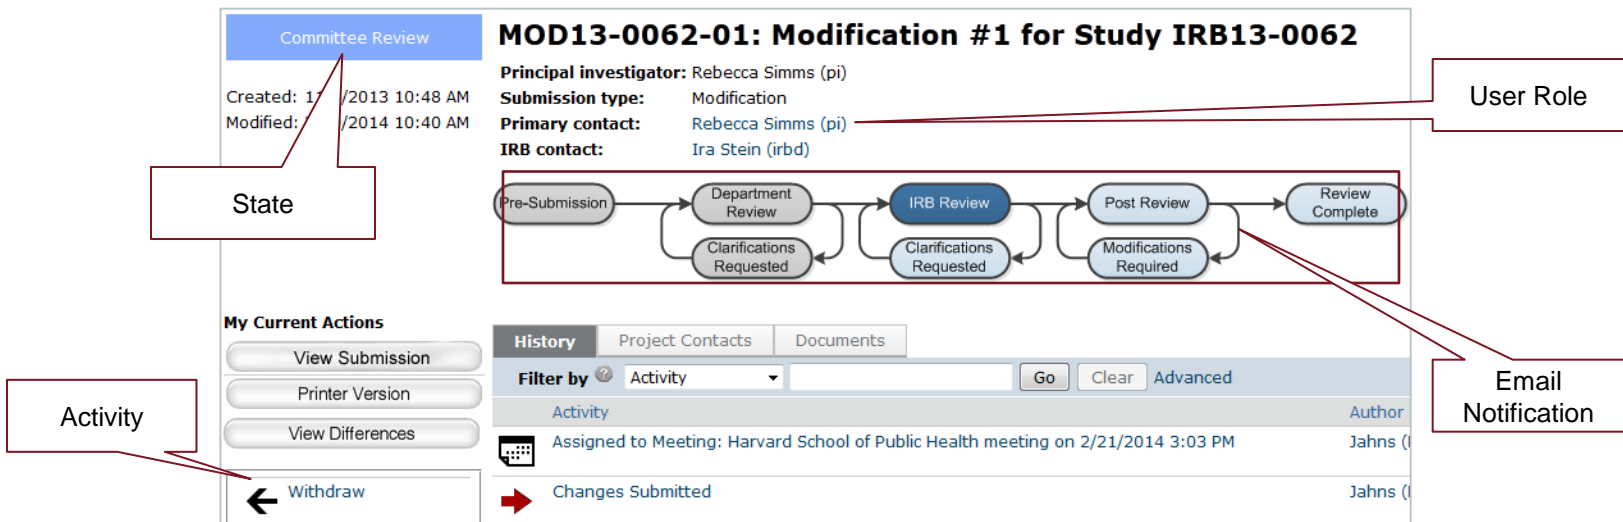 Committee Review
MOD13-0062-01: Modification #1 for Study IRB13-0062
Principal investigator: Rebecca Simms (pi)
Created: /2013 10:48 AM
Submission type: Modification
Modified: /2014 10:40 AM
Primary contact: Rebecca Simms (pi)
IRB contact: Ira Stein (irbd)
User Role
State
Pre-Submission
Department
Review
IRB Review
Post Review
Review
Complete
Clarifications
Requested
Clarifications
Requested
Modifications
Required
My Current Actions
View Submission
Printer Version
View Differences
Activity
Withdraw
History Project Contacts Documents
Filter by Activity Go Clear Advanced
Activity Author
Assigned to Meeting: Harvard School of Public Health meeting on 2/21/2014 3:03 PM Jahns
Changes Submitted Jahns
Email
Notification